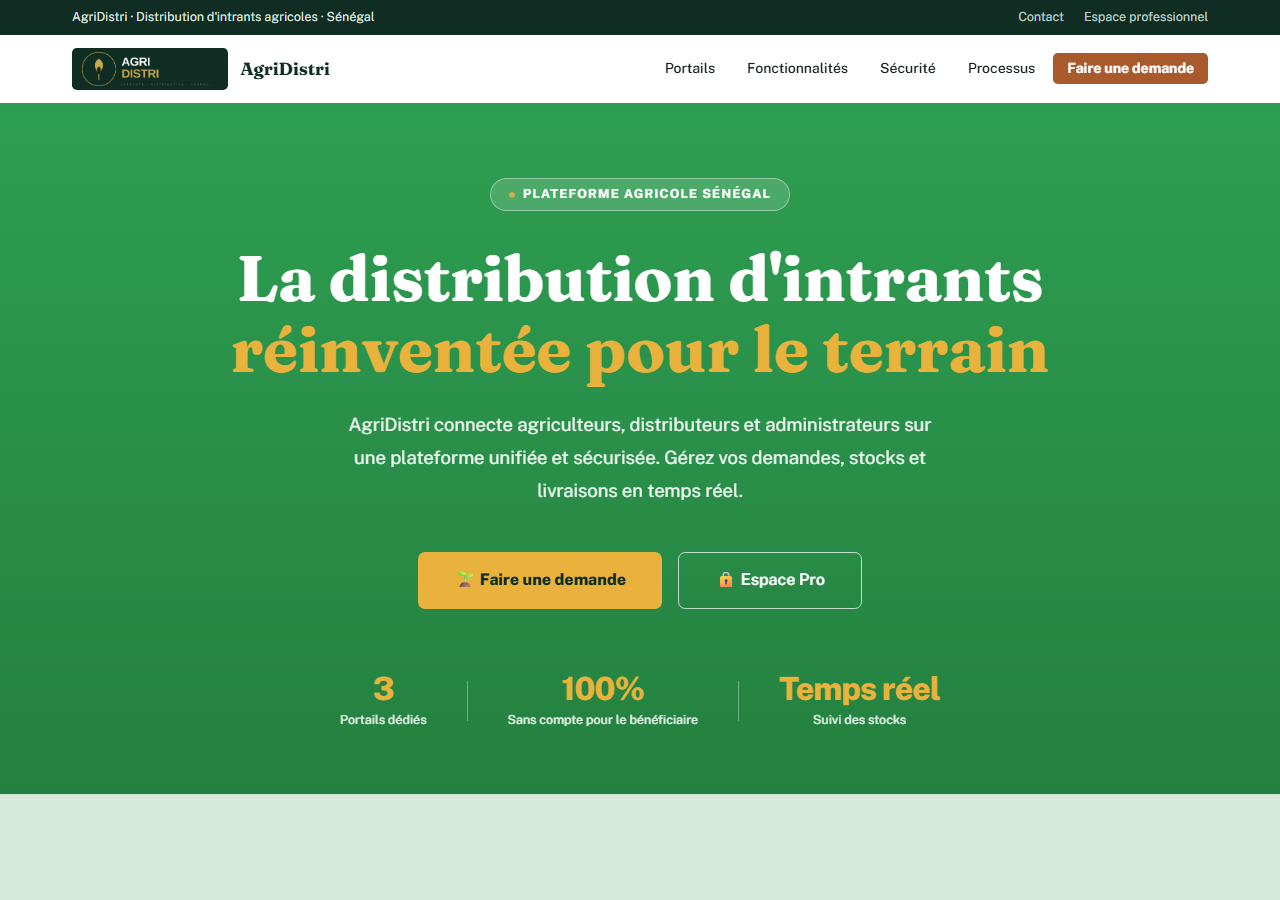 AgriDistri · Distribution d'intrants agricoles · Sénégal
Contact
Espace professionnel
AGRI
DISTRI
AgriDistri
Portails
Fonctionnalités
Sécurité
Processus
Faire une demande
PLATEFORME AGRICOLE SÉNÉGAL
La distribution d'intrants
réinventée pour le terrain
AgriDistri connecte agriculteurs, distributeurs et administrateurs sur
une plateforme unifiée et sécurisée. Gérez vos demandes, stocks et
livraisons en temps réel.
Faire une demande
Espace Pro
3
Portails dédiés
100%
Sans compte pour le bénéficiaire
Temps réel
Suivi des stocks